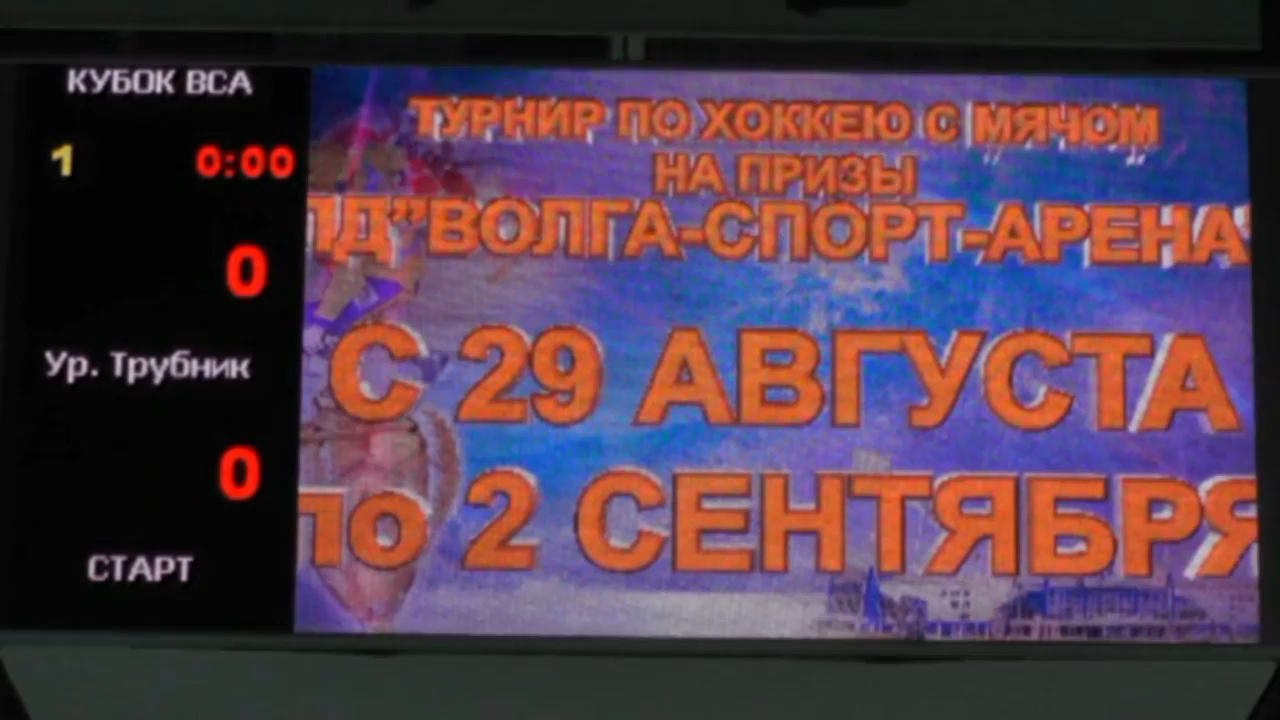 КУБОК ВСА
1 0:00
0
Ур. Трубник
0
СТАРТ
ТУРНИР ПО ХОККЕЮ С МЯЧОМ
НА ПРИЗЫ
ЛД"ВОЛГА-СПОРТ-АРЕНА"
С 29 АВГУСТА
по 2 СЕНТЯБРЯ